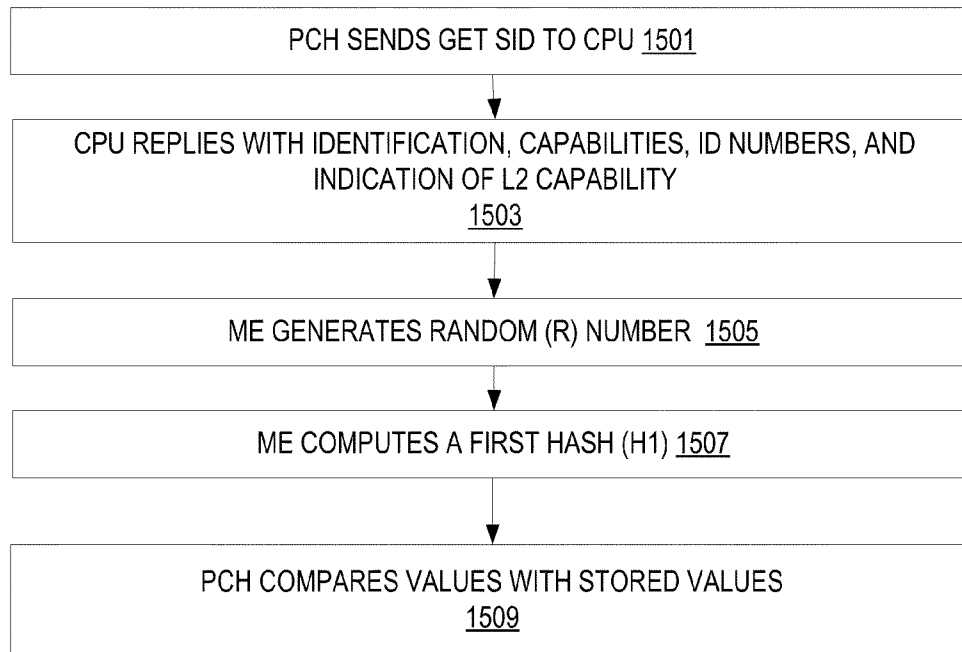 PCH SENDS GET SID TO CPU 1501
CPU REPLIES WITH IDENTIFICATION, CAPABILITIES, ID NUMBERS, AND
INDICATION OF L2 CAPABILITY
1503
ME GENERATES RANDOM (R) NUMBER 1505
ME COMPUTES A FIRST HASH (H1) 1507
PCH COMPARES VALUES WITH STORED VALUES
1509